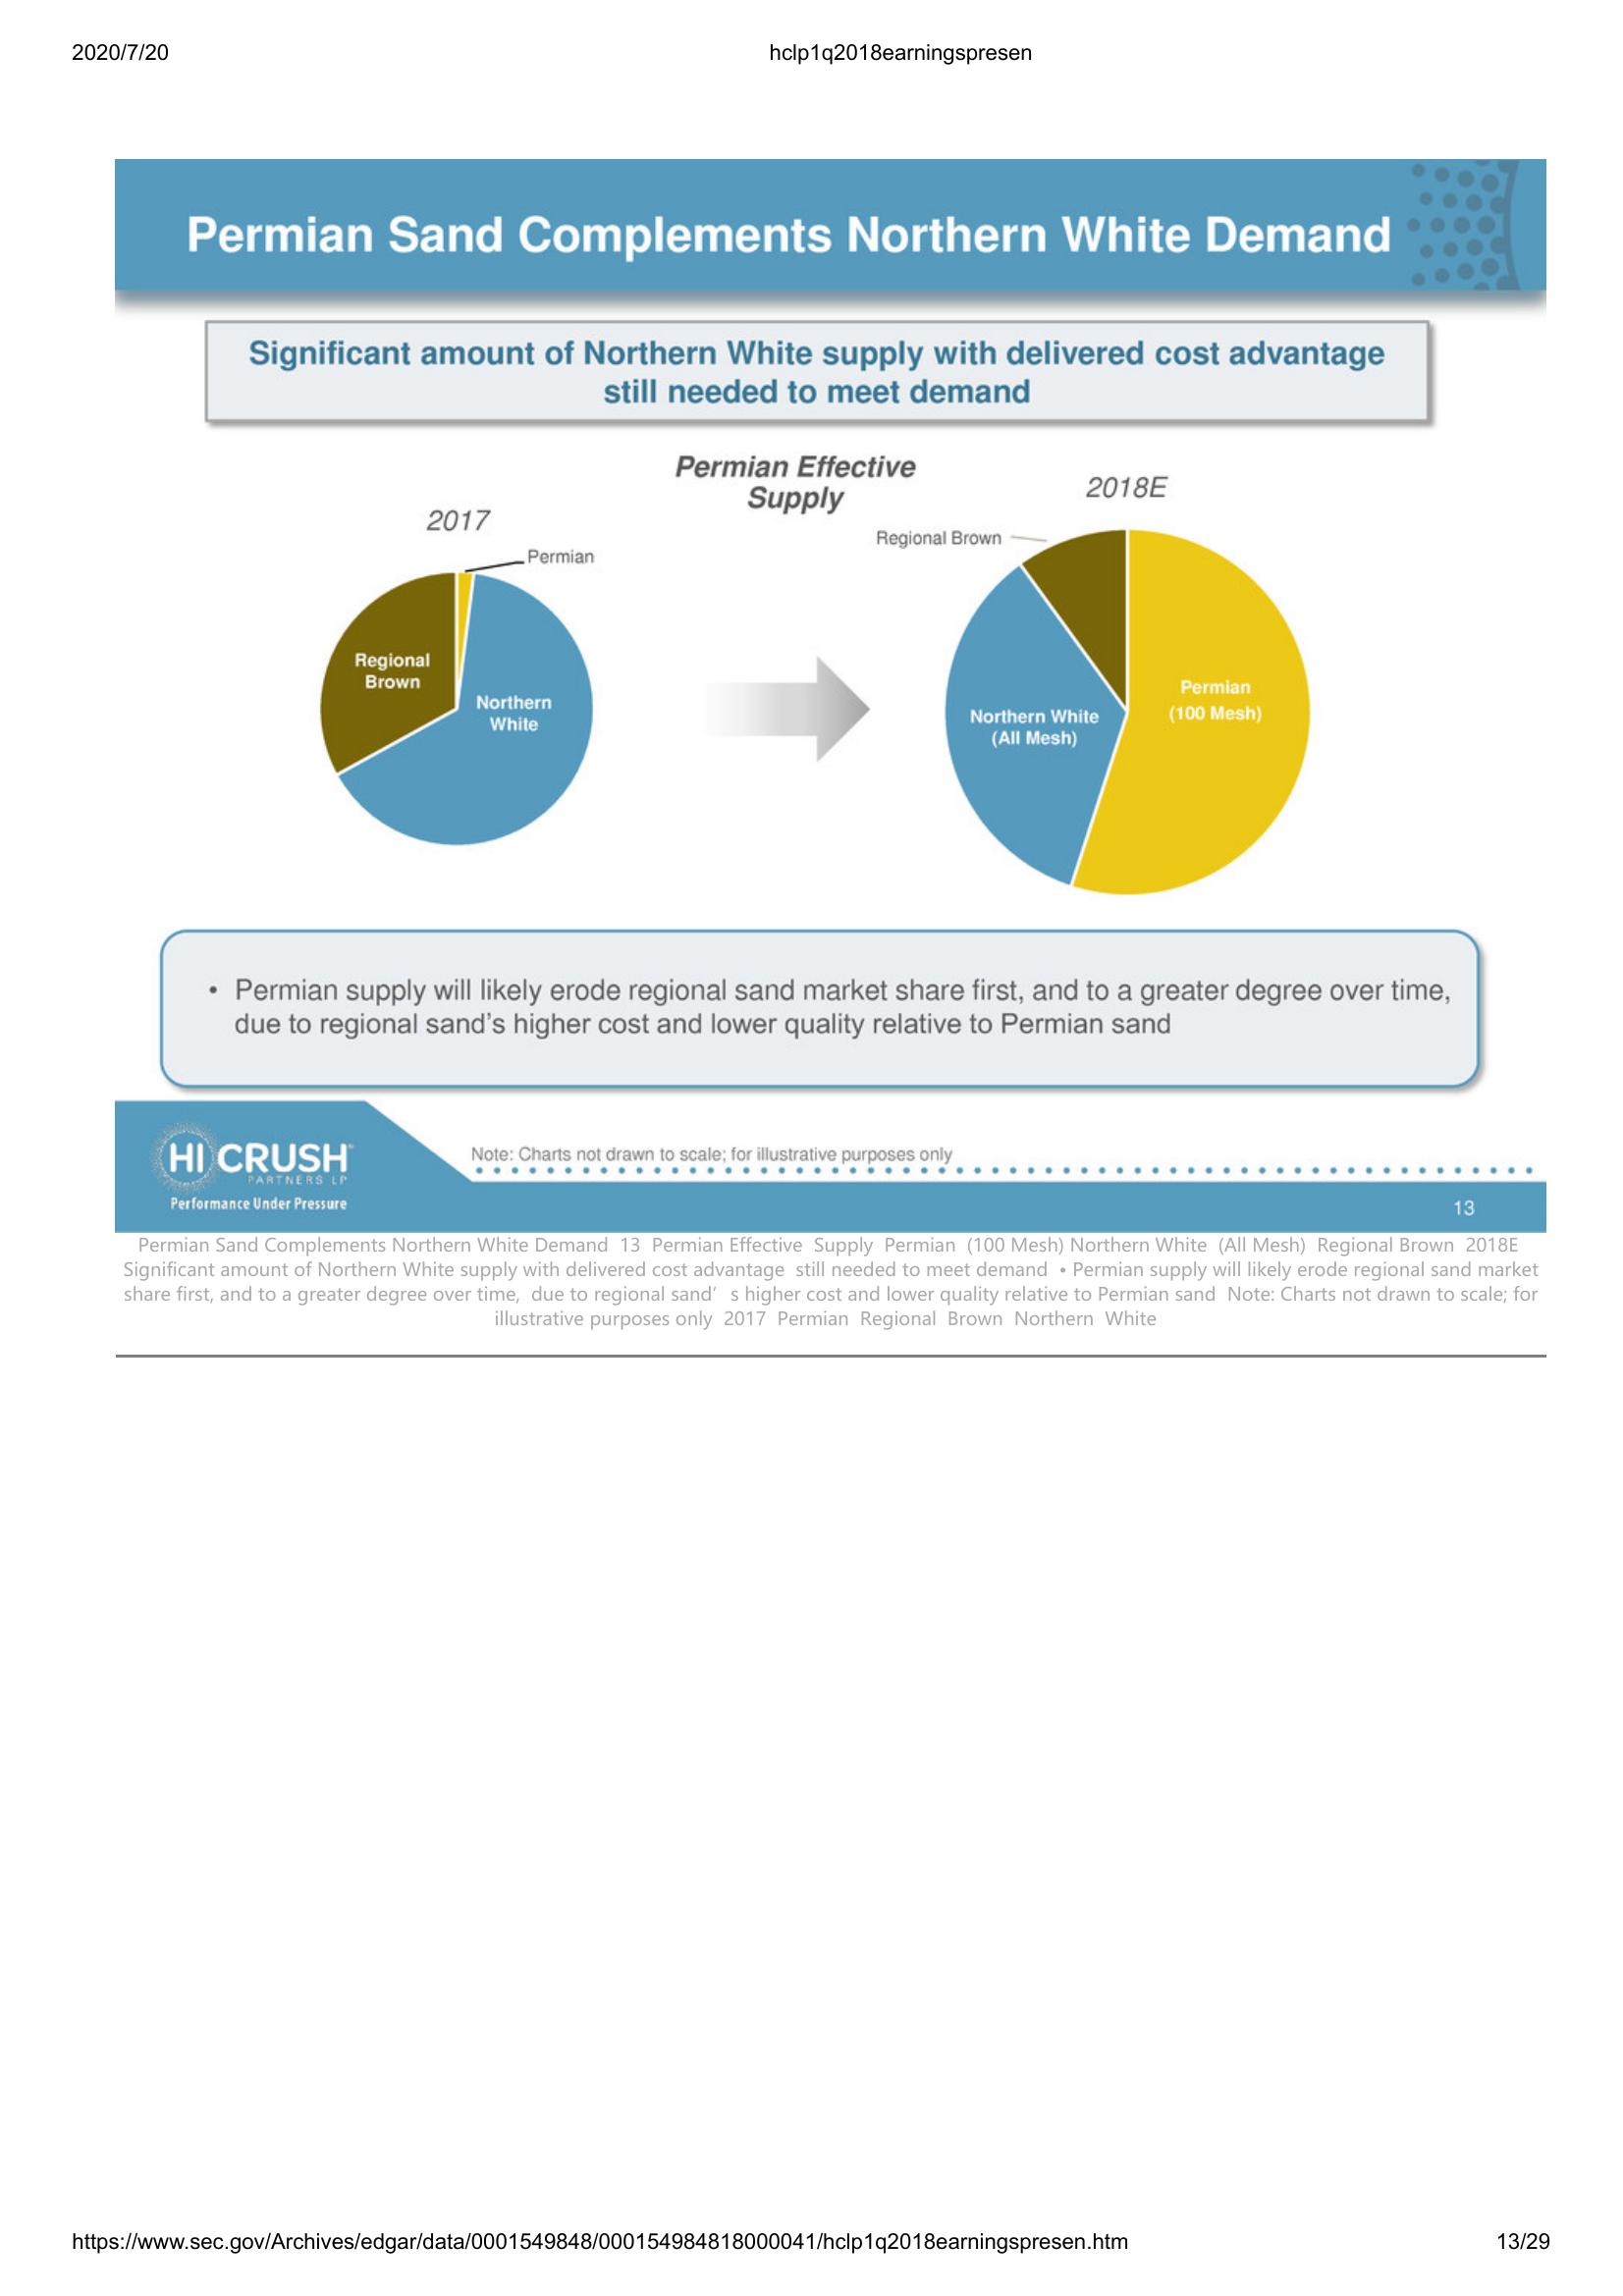 2020/7/20
hclp1q2018earningspresen
Permian Sand Complements Northern White Demand
Significant amount of Northern White supply with delivered cost advantage
still needed to meet demand
Permian Effective
Supply
2017
2018E
Permian
Regional Brown
Regional
Brown
Northern
White
Northern White
(All Mesh)
Permian
(100 Mesh)
• Permian supply will likely erode regional sand market share first, and to a greater degree over time,
due to regional sand's higher cost and lower quality relative to Permian sand
HI CRUSH
PARTNERS LP
Performance Under Pressure
Note: Charts not drawn to scale; for illustrative purposes only
13
Permian Sand Complements Northern White Demand 13 Permian Effective Supply Permian (100 Mesh) Northern White (All Mesh) Regional Brown 2018E
Significant amount of Northern White supply with delivered cost advantage still needed to meet demand • Permian supply will likely erode regional sand market
share first, and to a greater degree over time, due to regional sand' s higher cost and lower quality relative to Permian sand Note: Charts not drawn to scale; for
illustrative purposes only 2017 Permian Regional Brown Northern White
https://www.sec.gov/Archives/edgar/data/0001549848/000154984818000041/hclp1q2018earningspresen.htm
13/29